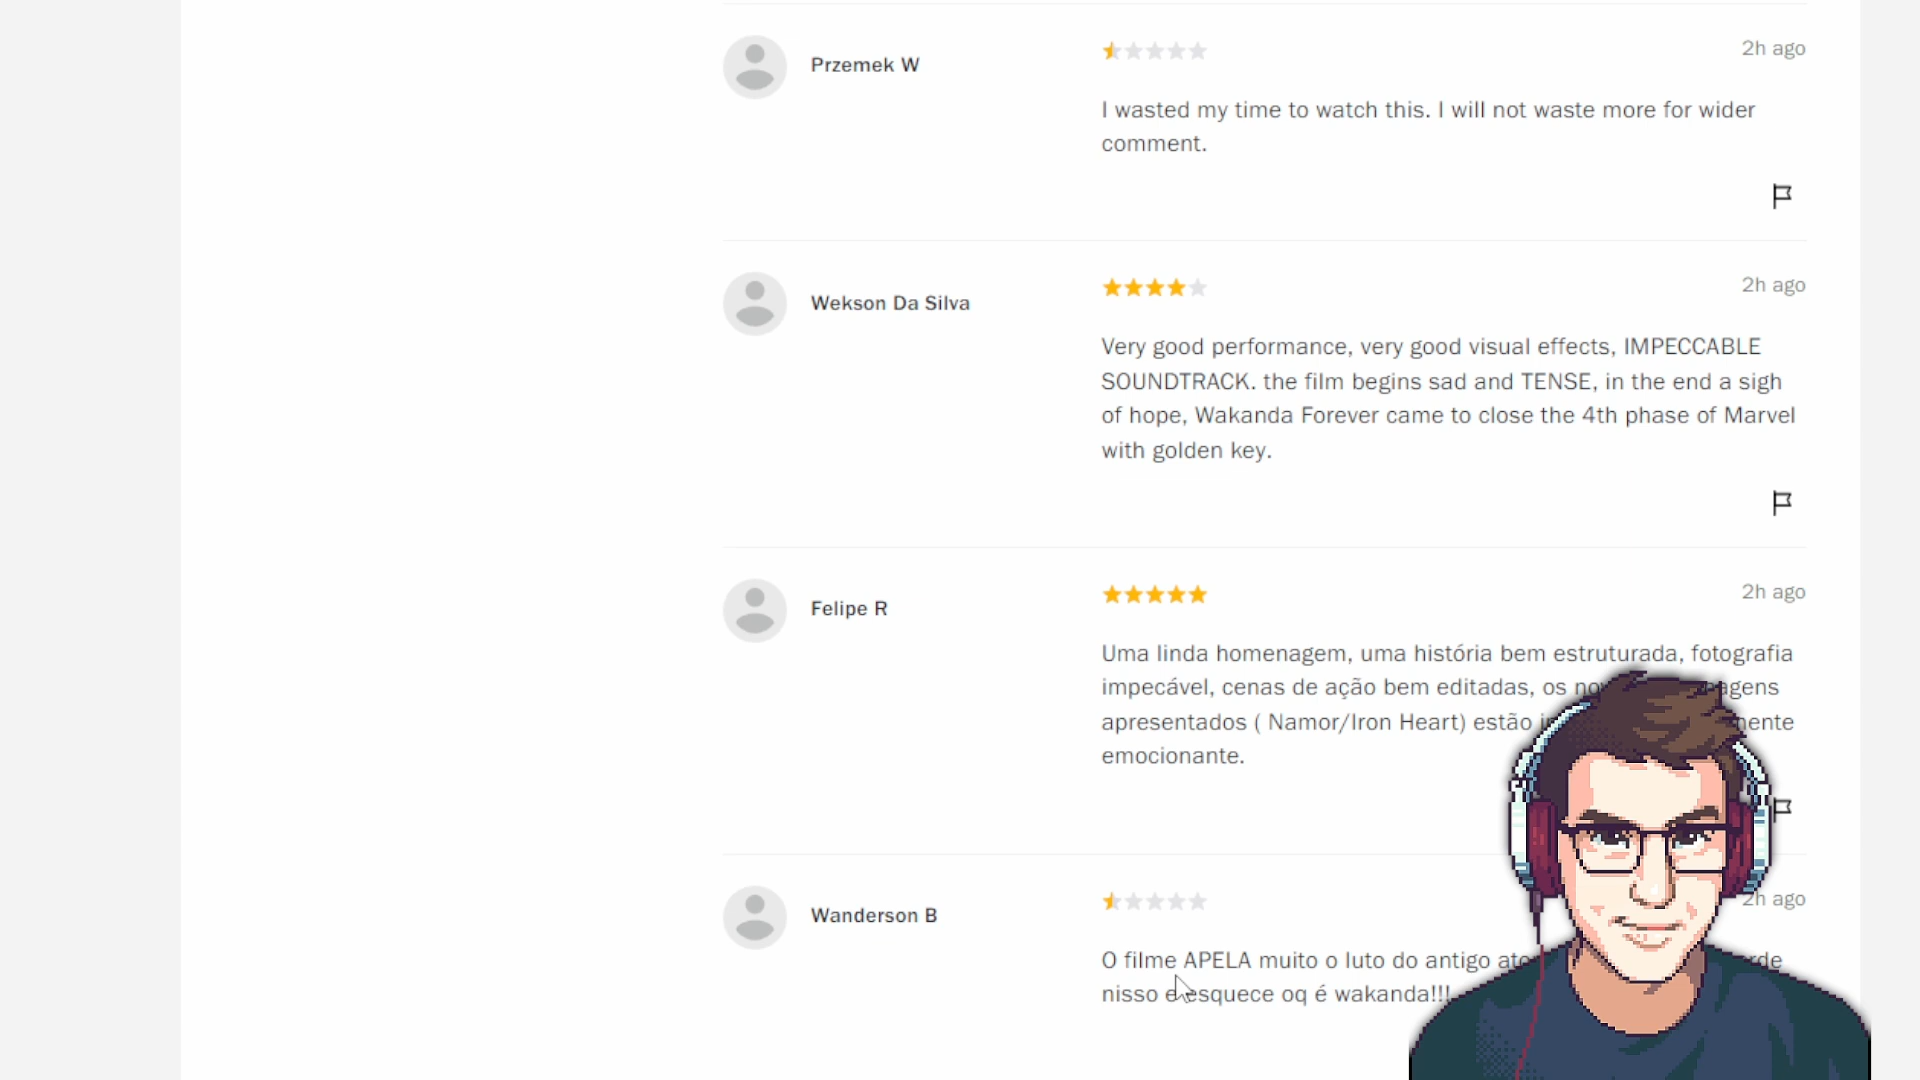 Przemek W
2h ago
I wasted my time to watch this. I will not waste more for wider
comment.
Wekson Da Silva
2h ago
Very good performance, very good visual effects, IMPECCABLE
SOUNDTRACK. the film begins sad and TENSE, in the end a sigh
of hope, Wakanda Forever came to close the 4th phase of Marvel
with golden key.
Felipe R
2h ago
Uma linda homenagem, uma história bem estruturada, fotografia
impecável, cenas de ação bem editadas, os
apresentados ( Namor/Iron Heart) estão
emocionante.
Wanderson B
2h ago
O filme APELA muito o luto do antigo
nisso e esquece oq é wakanda!!!